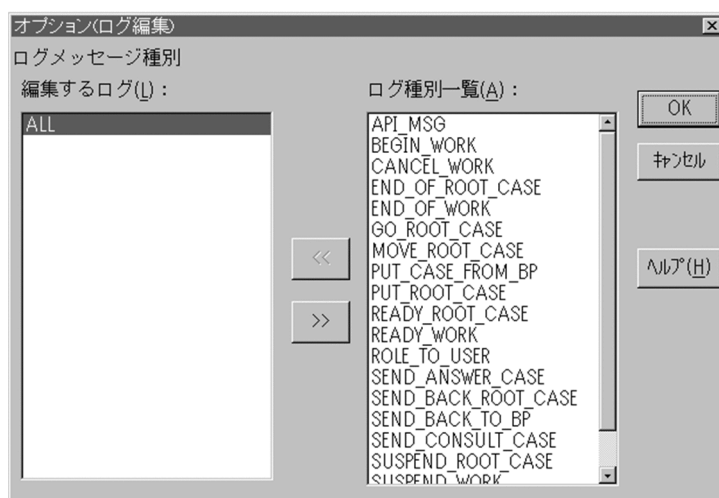 オプション(ログ編集)
ログメッセージ種別
編集するログ(L)：
ALL
<<
>>
ログ種別一覧(A)：
API_MSG
BEGIN_WORK
CANCEL_WORK
END_OF_ROOT_CASE
END_OF_WORK
GO_ROOT_CASE
MOVE_ROOT_CASE
PUT_CASE_FROM_BP
PUT_ROOT_CASE
READY_ROOT_CASE
READY_WORK
ROLE_TO_USER
SEND_ANSWER_CASE
SEND_BACK_ROOT_CASE
SEND_BACK_TO_BP
SEND_CONSULT_CASE
SUSPEND_ROOT_CASE
SUSPEND_WORK
OK
ｷｬﾝｾﾙ
ﾍﾙﾌﾟ(H)